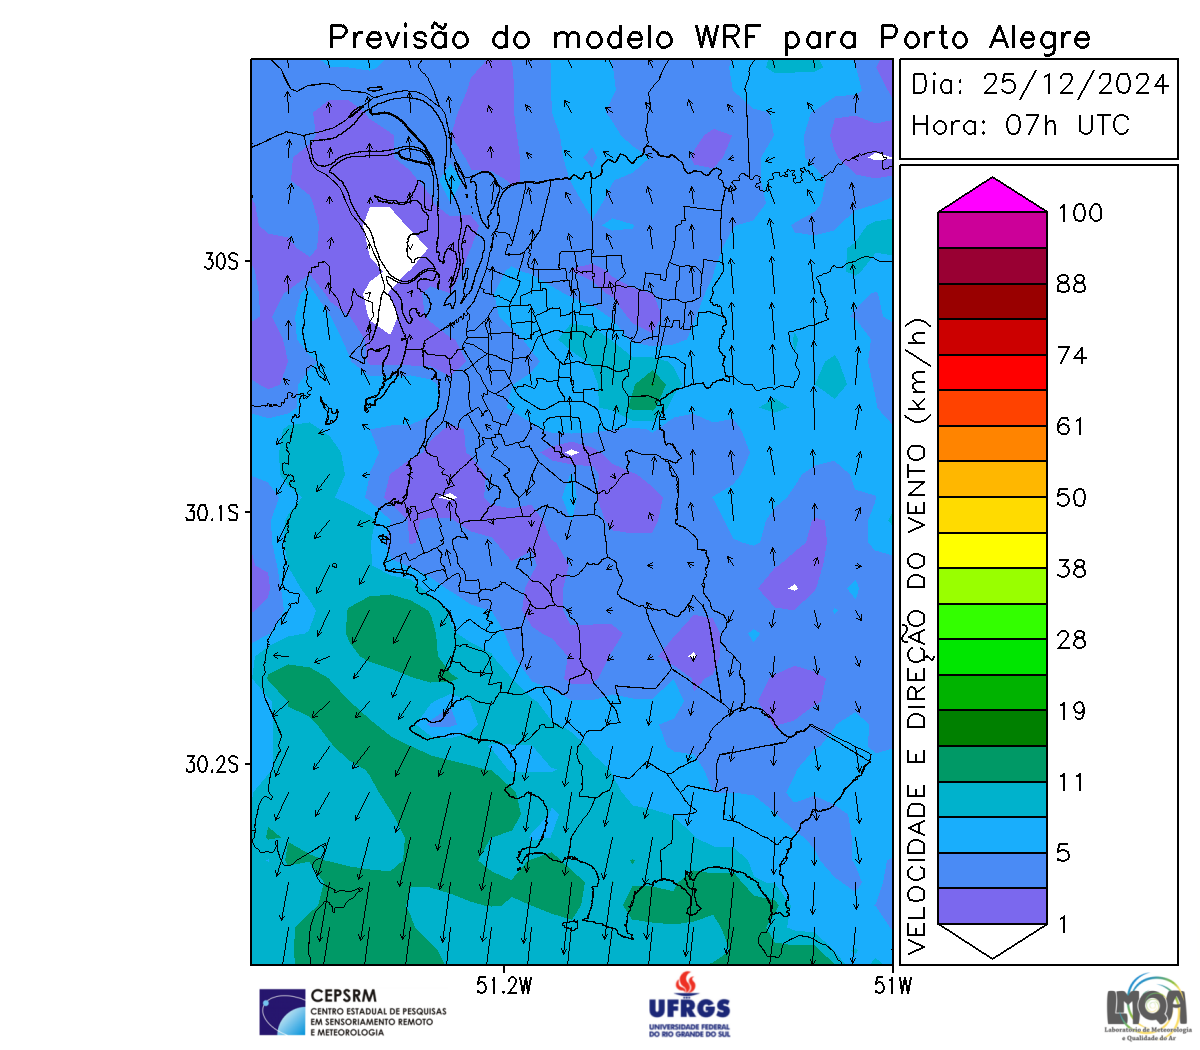 Previsão do modelo WRF para Porto Alegre
Dia: 25/12/2024
Hora: 07h UTC
30S
30.1S
30.2S
51.2W
51W
VELOCIDADE E DIREÇÃO DO VENTO (km/h)
100
88
74
61
50
38
28
19
11
5
1
CEPSRM
CENTRO ESTADUAL DE PESQUISAS
EM SENSORIAMENTO REMOTO
E METEOROLOGIA
UFRGS
UNIVERSIDADE FEDERAL
DO RIO GRANDE DO SUL
LMQA
Laboratório de Meteorologia
e Qualidade do Ar